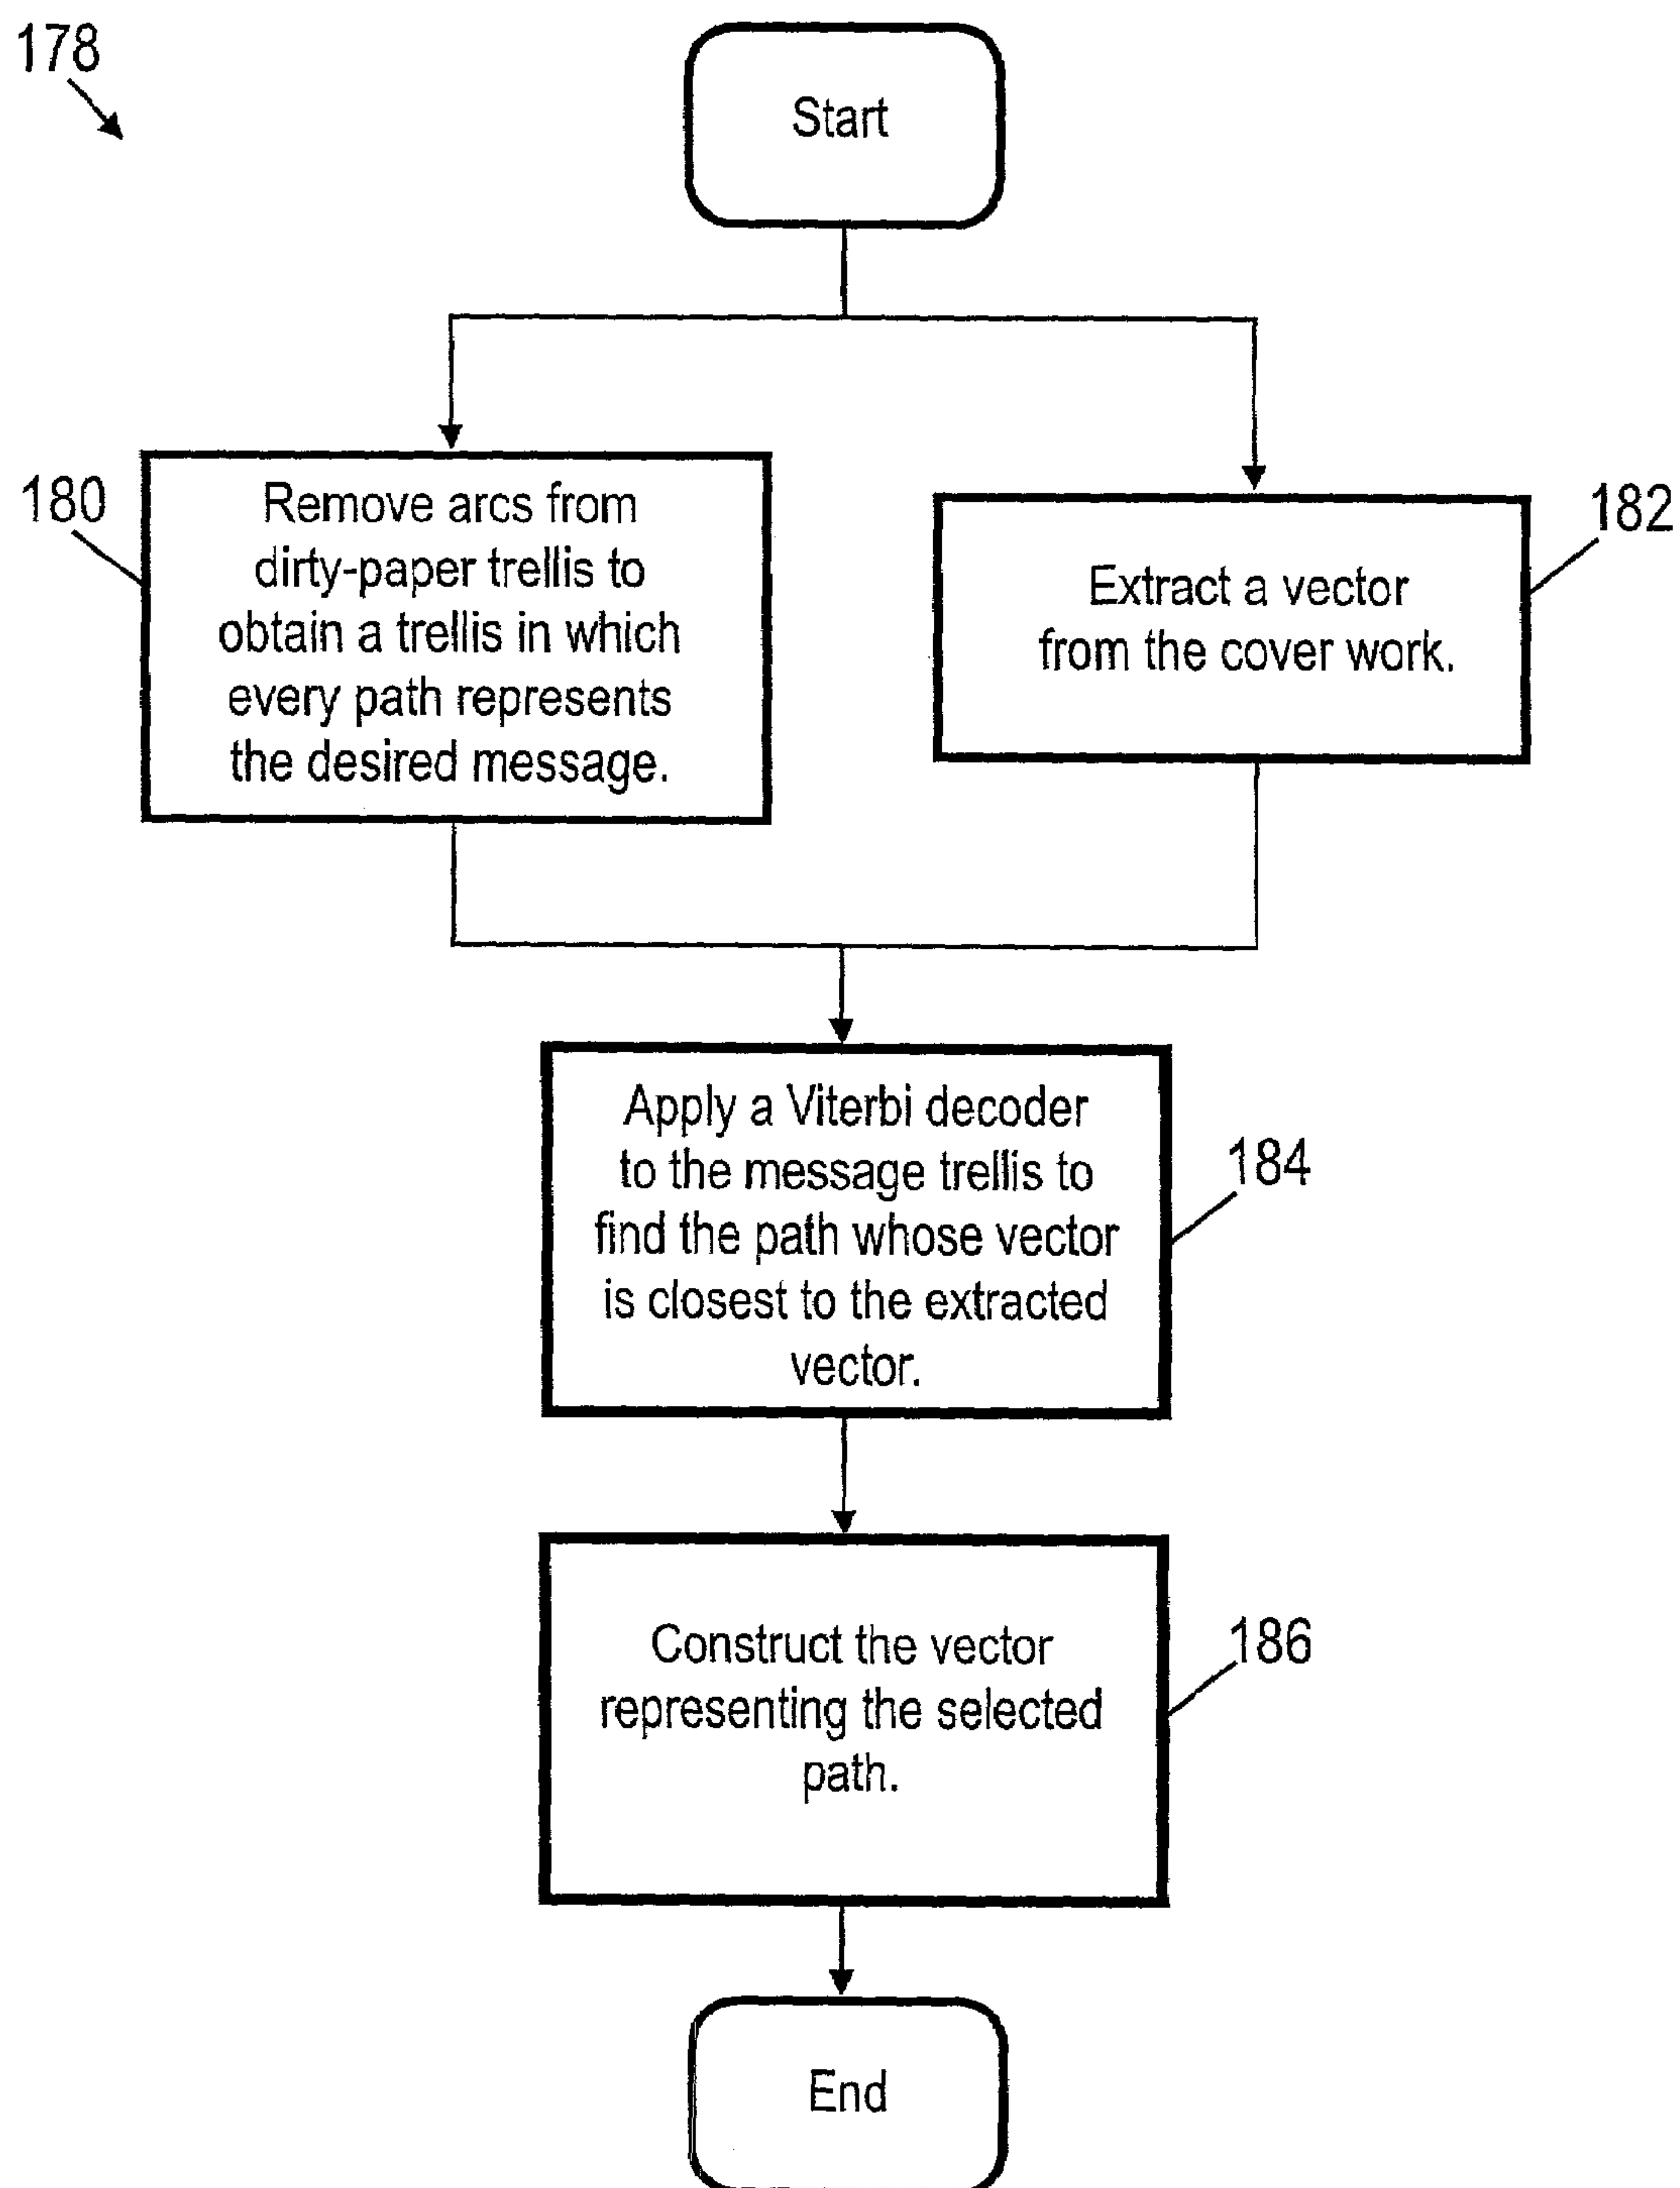 178
Start
180
Remove arcs from
dirty-paper trellis to
obtain a trellis in which
every path represents
the desired message.
182
Extract a vector
from the cover work.
Apply a Viterbi decoder
to the message trellis to
find the path whose vector
is closest to the extracted
vector.
184
Construct the vector
representing the selected
path.
186
End